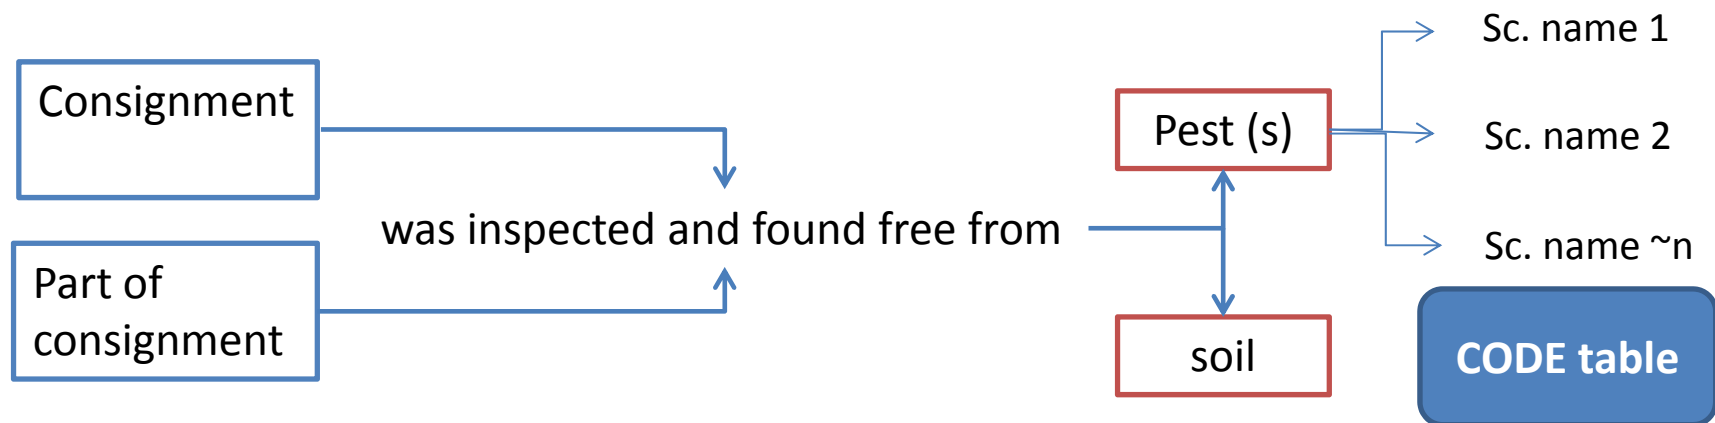 Consignment
Part of
consignment
was inspected and found free from
Pest (s)
soil
Sc. name 1
Sc. name 2
Sc. name ~n
CODE table